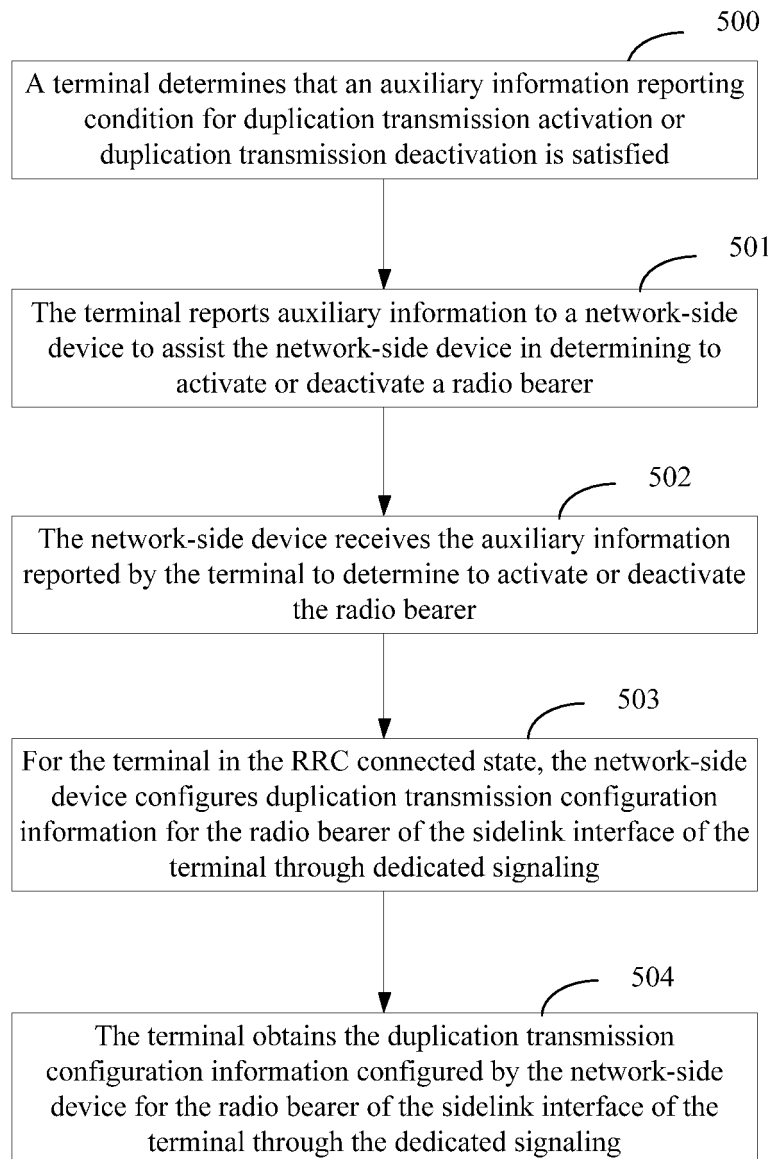 500
A terminal determines that an auxiliary information reporting
condition for duplication transmission activation or
duplication transmission deactivation is satisfied
501
The terminal reports auxiliary information to a network-side
device to assist the network-side device in determining to
activate or deactivate a radio bearer
502
The network-side device receives the auxiliary information
reported by the terminal to determine to activate or deactivate
the radio bearer
503
For the terminal in the RRC connected state, the network-side
device configures duplication transmission configuration
information for the radio bearer of the sidelink interface of the
terminal through dedicated signaling
504
The terminal obtains the duplication transmission
configuration information configured by the network-side
device for the radio bearer of the sidelink interface of the
terminal through the dedicated signaling